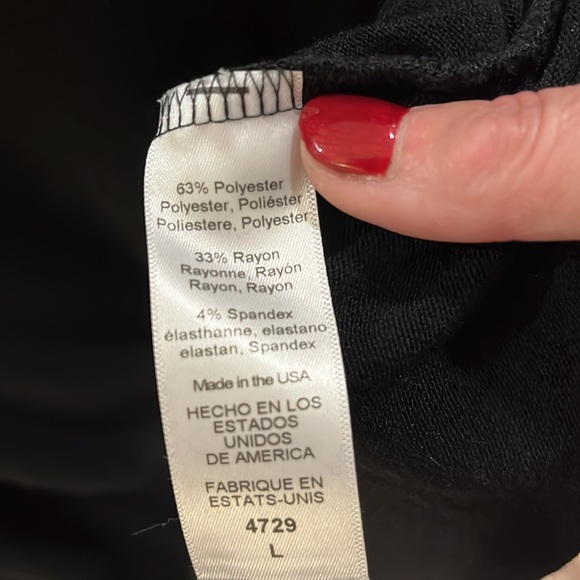 63% Polyester
Polyester, Poliéster
Poliestere, Polyester
33% Rayon
Rayonne, Rayón
Rayon, Rayon
4% Spandex
élasthanne, elastano
elastan, Spandex
Made in the USA
HECHO EN LOS
ESTADOS
UNIDOS
DE AMERICA
FABRIQUE EN
ESTATS-UNIS
4729
L